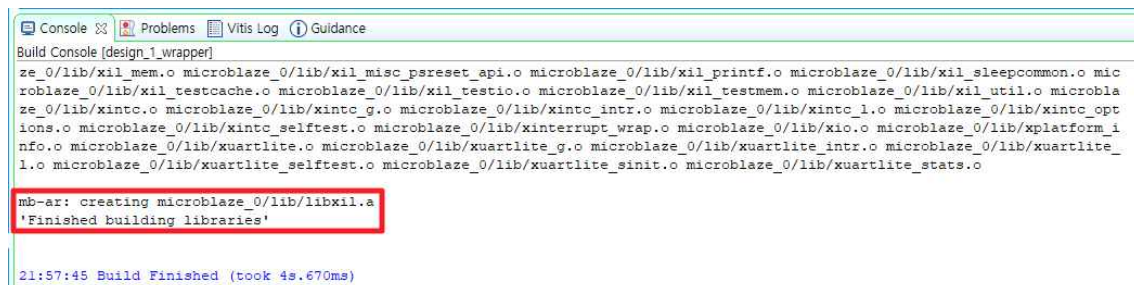 Console Problems Vitis Log Guidance
Build Console [design_1_wrapper]
ze_0/lib/xil_mem.o microblaze_0/lib/xil_misc_psreset_api.o microblaze_0/lib/xil_printf.o microblaze_0/lib/xil_sleepcommon.o mic
roblaze_0/lib/xil_testcache.o microblaze_0/lib/xil_testio.o microblaze_0/lib/xil_testmem.o microblaze_0/lib/xil_util.o microbla
ze_0/lib/xintc.o microblaze_0/lib/xintc_g.o microblaze_0/lib/xintc_intr.o microblaze_0/lib/xintc_l.o microblaze_0/lib/xintc_opt
ions.o microblaze_0/lib/xintc_selftest.o microblaze_0/lib/xinterrupt_wrap.o microblaze_0/lib/xio.o microblaze_0/lib/xplatform_i
nfo.o microblaze_0/lib/xuartlite.o microblaze_0/lib/xuartlite_g.o microblaze_0/lib/xuartlite_intr.o microblaze_0/lib/xuartlite_
l.o microblaze_0/lib/xuartlite_selftest.o microblaze_0/lib/xuartlite_sinit.o microblaze_0/lib/xuartlite_stats.o
mb-ar: creating microblaze_0/lib/libxil.a
'Finished building libraries'
21:57:45 Build Finished (took 4s.670ms)